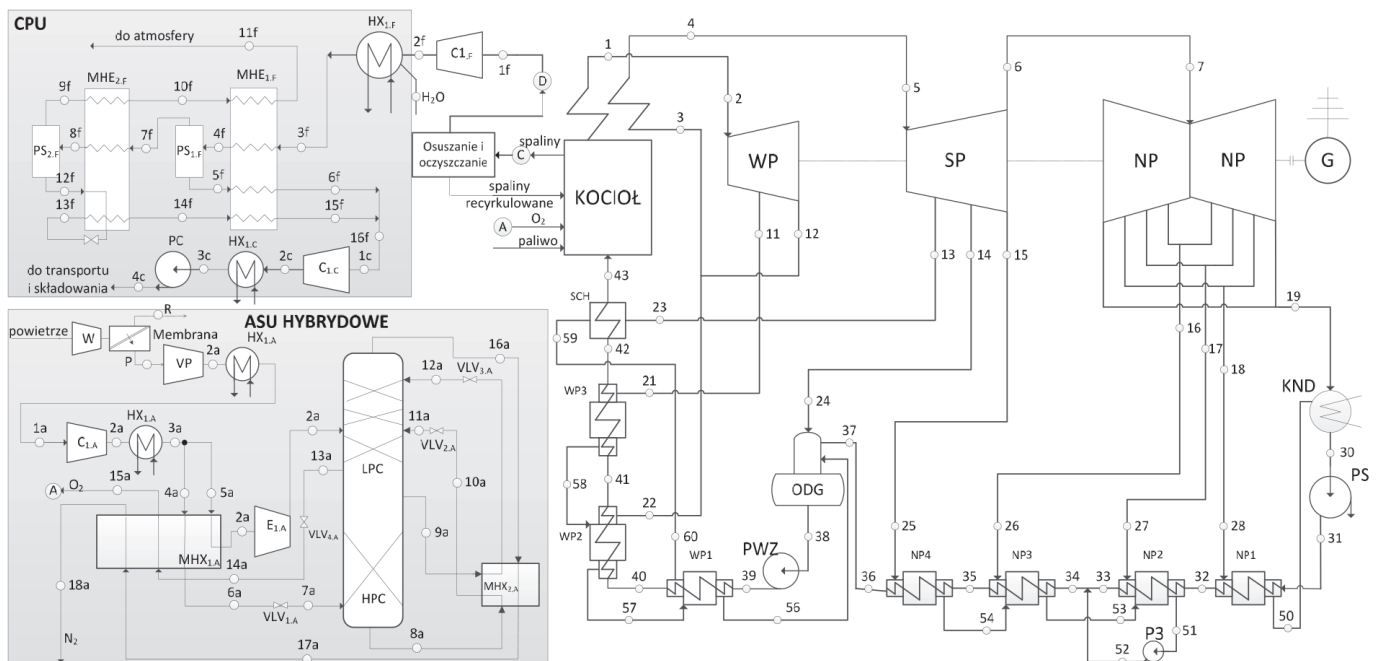 CPU
HX1.F
do atmosfery
11f
2f
C1.F
1f
D
H₂O
MHE2.F
MHE1.F
9f
10f
8f
7f
4f
3f
PS2.F
PS1.F
12f
5f
6f
13f
14f
15f
16f
PC
HX1.C
3c
2c
C1.C
1c
4c
do transportu
i składowania
Osuszanie i
oczyszczanie
C
spaliny
spaliny
recyrkulowane
A
O₂
paliwo
KOCIOŁ
1
2
3
4
5
6
7
WP
SP
NP
NP
G
11
12
13
14
15
16
17
18
19
KND
30
PS
31
43
SCH
23
59
42
WP3
21
58
41
22
WP2
60
WP1
40
39
57
56
PWZ
38
24
37
ODG
25
26
27
28
36
NP4
35
NP3
34
33
NP2
32
NP1
54
53
51
50
52
P3
ASU HYBRYDOWE
powietrze
W
R
Membrana
P
VP
2a
HX1.A
1a
C1.A
2a
HX1.A
3a
15a
A
O₂
4a
5a
2a
E1.A
MHX1.A
2a
13a
VLV4.A
14a
6a
VLV1.A
7a
18a
N₂
17a
LPC
HPC
8a
9a
10a
11a
VLV2.A
12a
VLV3.A
16a
MHX2.A